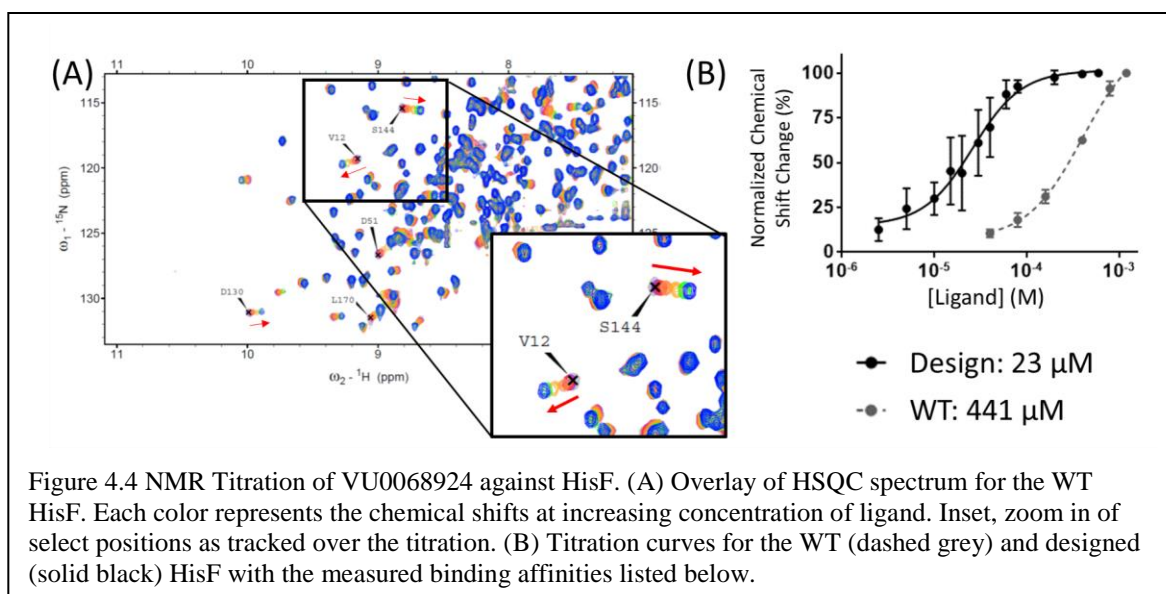 (A)
11 10 9 8
115
120
125
130
ω1 - 15N (ppm)
S144
V12
D51
D130
L170
125
130
11 10 9
ω2 - 1H (ppm)
S144
V12
(B)
Normalized Chemical
Shift Change (%)
100
75
50
25
0
10-6 10-5 10-4 10-3
[Ligand] (M)
Design: 23 μM
WT: 441 μM
Figure 4.4 NMR Titration of VU0068924 against HisF. (A) Overlay of HSQC spectrum for the WT
HisF. Each color represents the chemical shifts at increasing concentration of ligand. Inset, zoom in of
select positions as tracked over the titration. (B) Titration curves for the WT (dashed grey) and designed
(solid black) HisF with the measured binding affinities listed below.